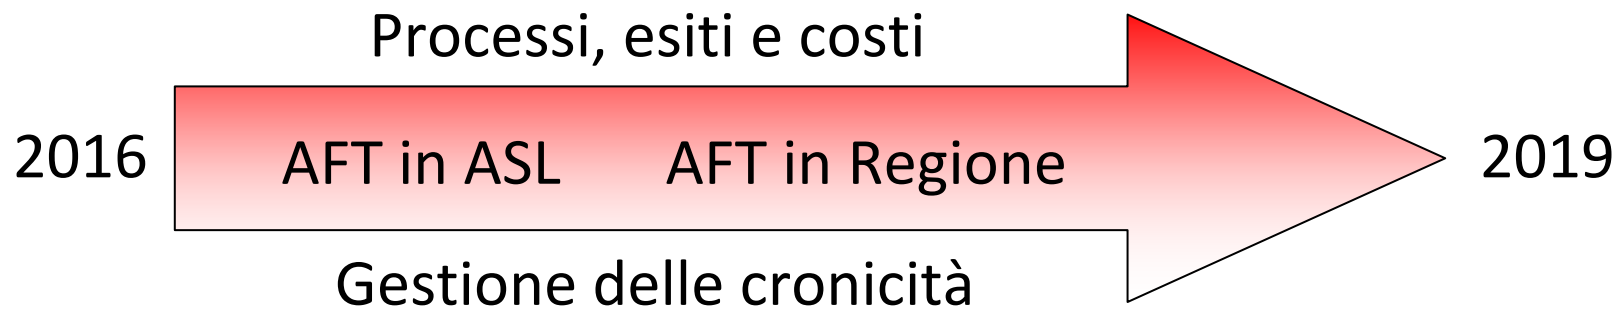 Processi, esiti e costi
2016 AFT in ASL AFT in Regione 2019
Gestione delle cronicità